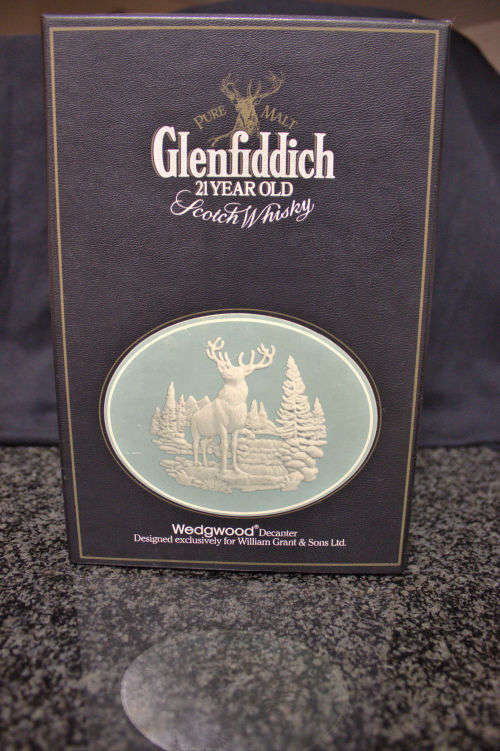 PURE MALT
Glenfiddich
21 YEAR OLD
Scotch Whisky
Wedgwood® Decanter
Designed exclusively for William Grant & Sons Ltd.